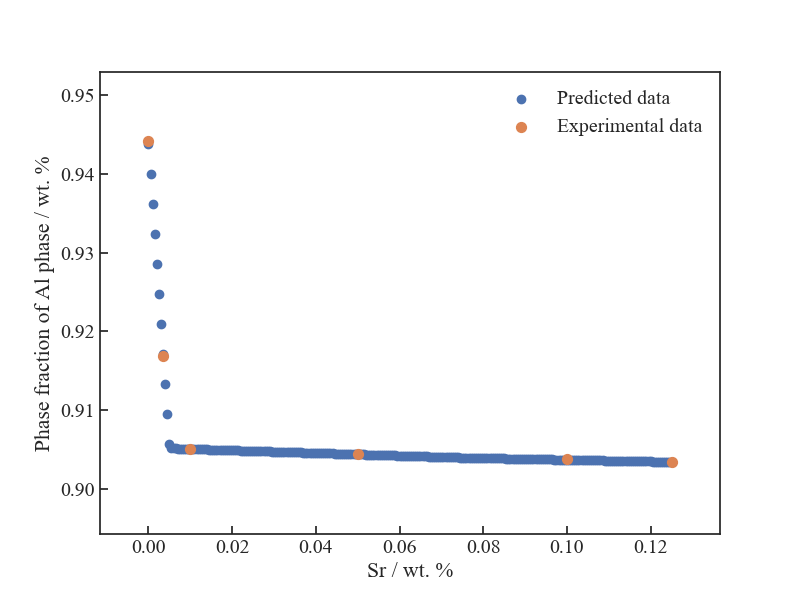 Predicted data
Experimental data
Phase fraction of Al phase / wt. %
0.95
0.94
0.93
0.92
0.91
0.90
0.00 0.02 0.04 0.06 0.08 0.10 0.12
Sr / wt. %